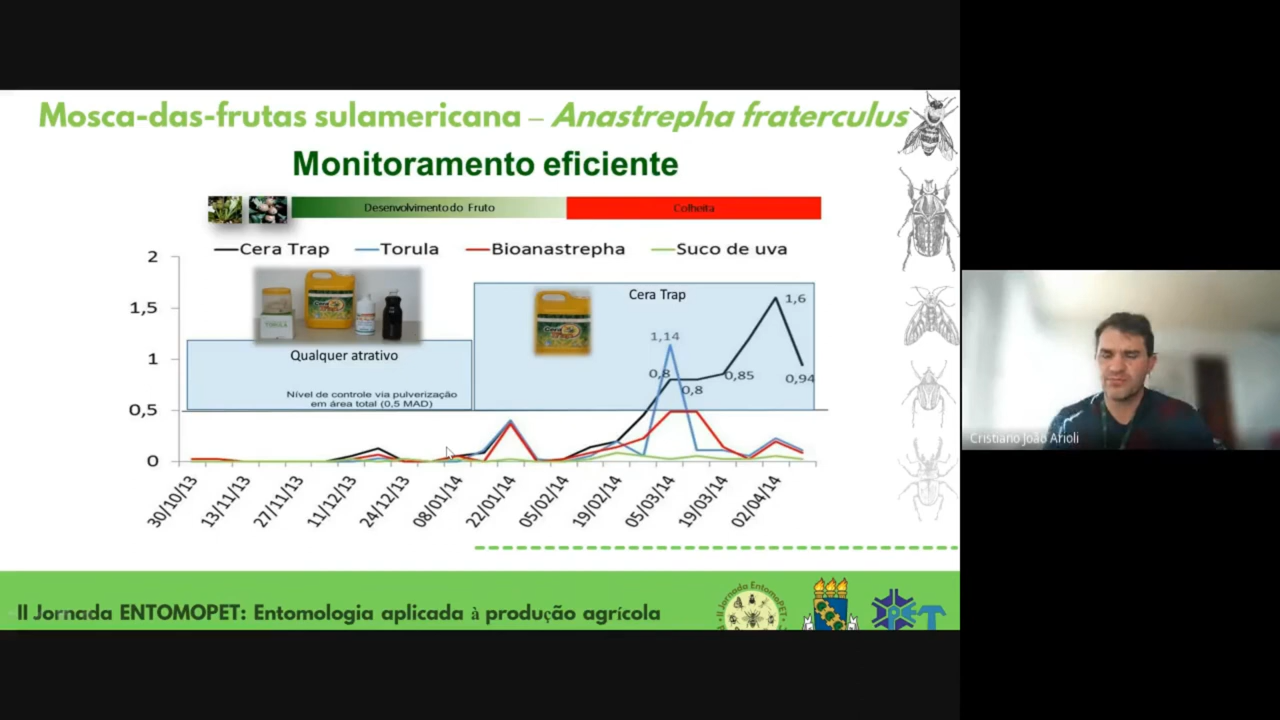 Mosca-das-frutas sulamericana – Anastrepha fraterculus
Monitoramento eficiente
Desenvolvimento do Fruto
Colheita
Cera Trap
Torula
Bioanastrepha
Suco de uva
2
1,5
1
0,5
0
TORULA
Qualquer atrativo
Nível de controle via pulverização
em área total (0,5 MAD)
Cera Trap
1,6
1,14
0,8
0,8
0,85
0,94
30/10/13
13/11/13
27/11/13
11/12/13
24/12/13
08/01/14
22/01/14
05/02/14
19/02/14
05/03/14
19/03/14
02/04/14
Cristiano João Arioli
II Jornada ENTOMOPET: Entomologia aplicada à produção agrícola
II Jornada EntomoPET